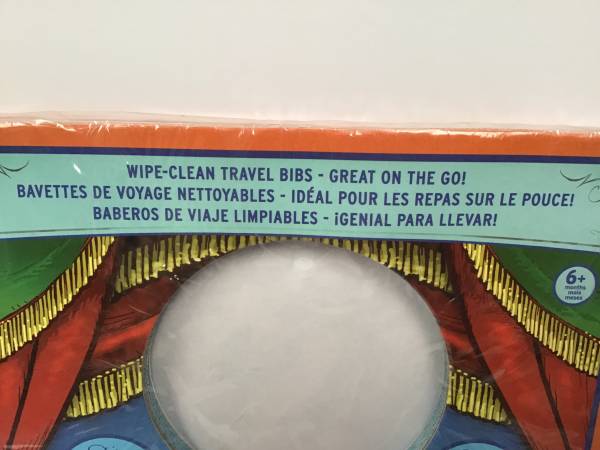 WIPE-CLEAN TRAVEL BIBS - GREAT ON THE GO!
BAVETTES DE VOYAGE NETTOYABLES - IDÉAL POUR LES REPAS SUR LE POUCE!
BABEROS DE VIAJE LIMPIABLES - ¡GENIAL PARA LLEVAR!
6+
months
mois
meses